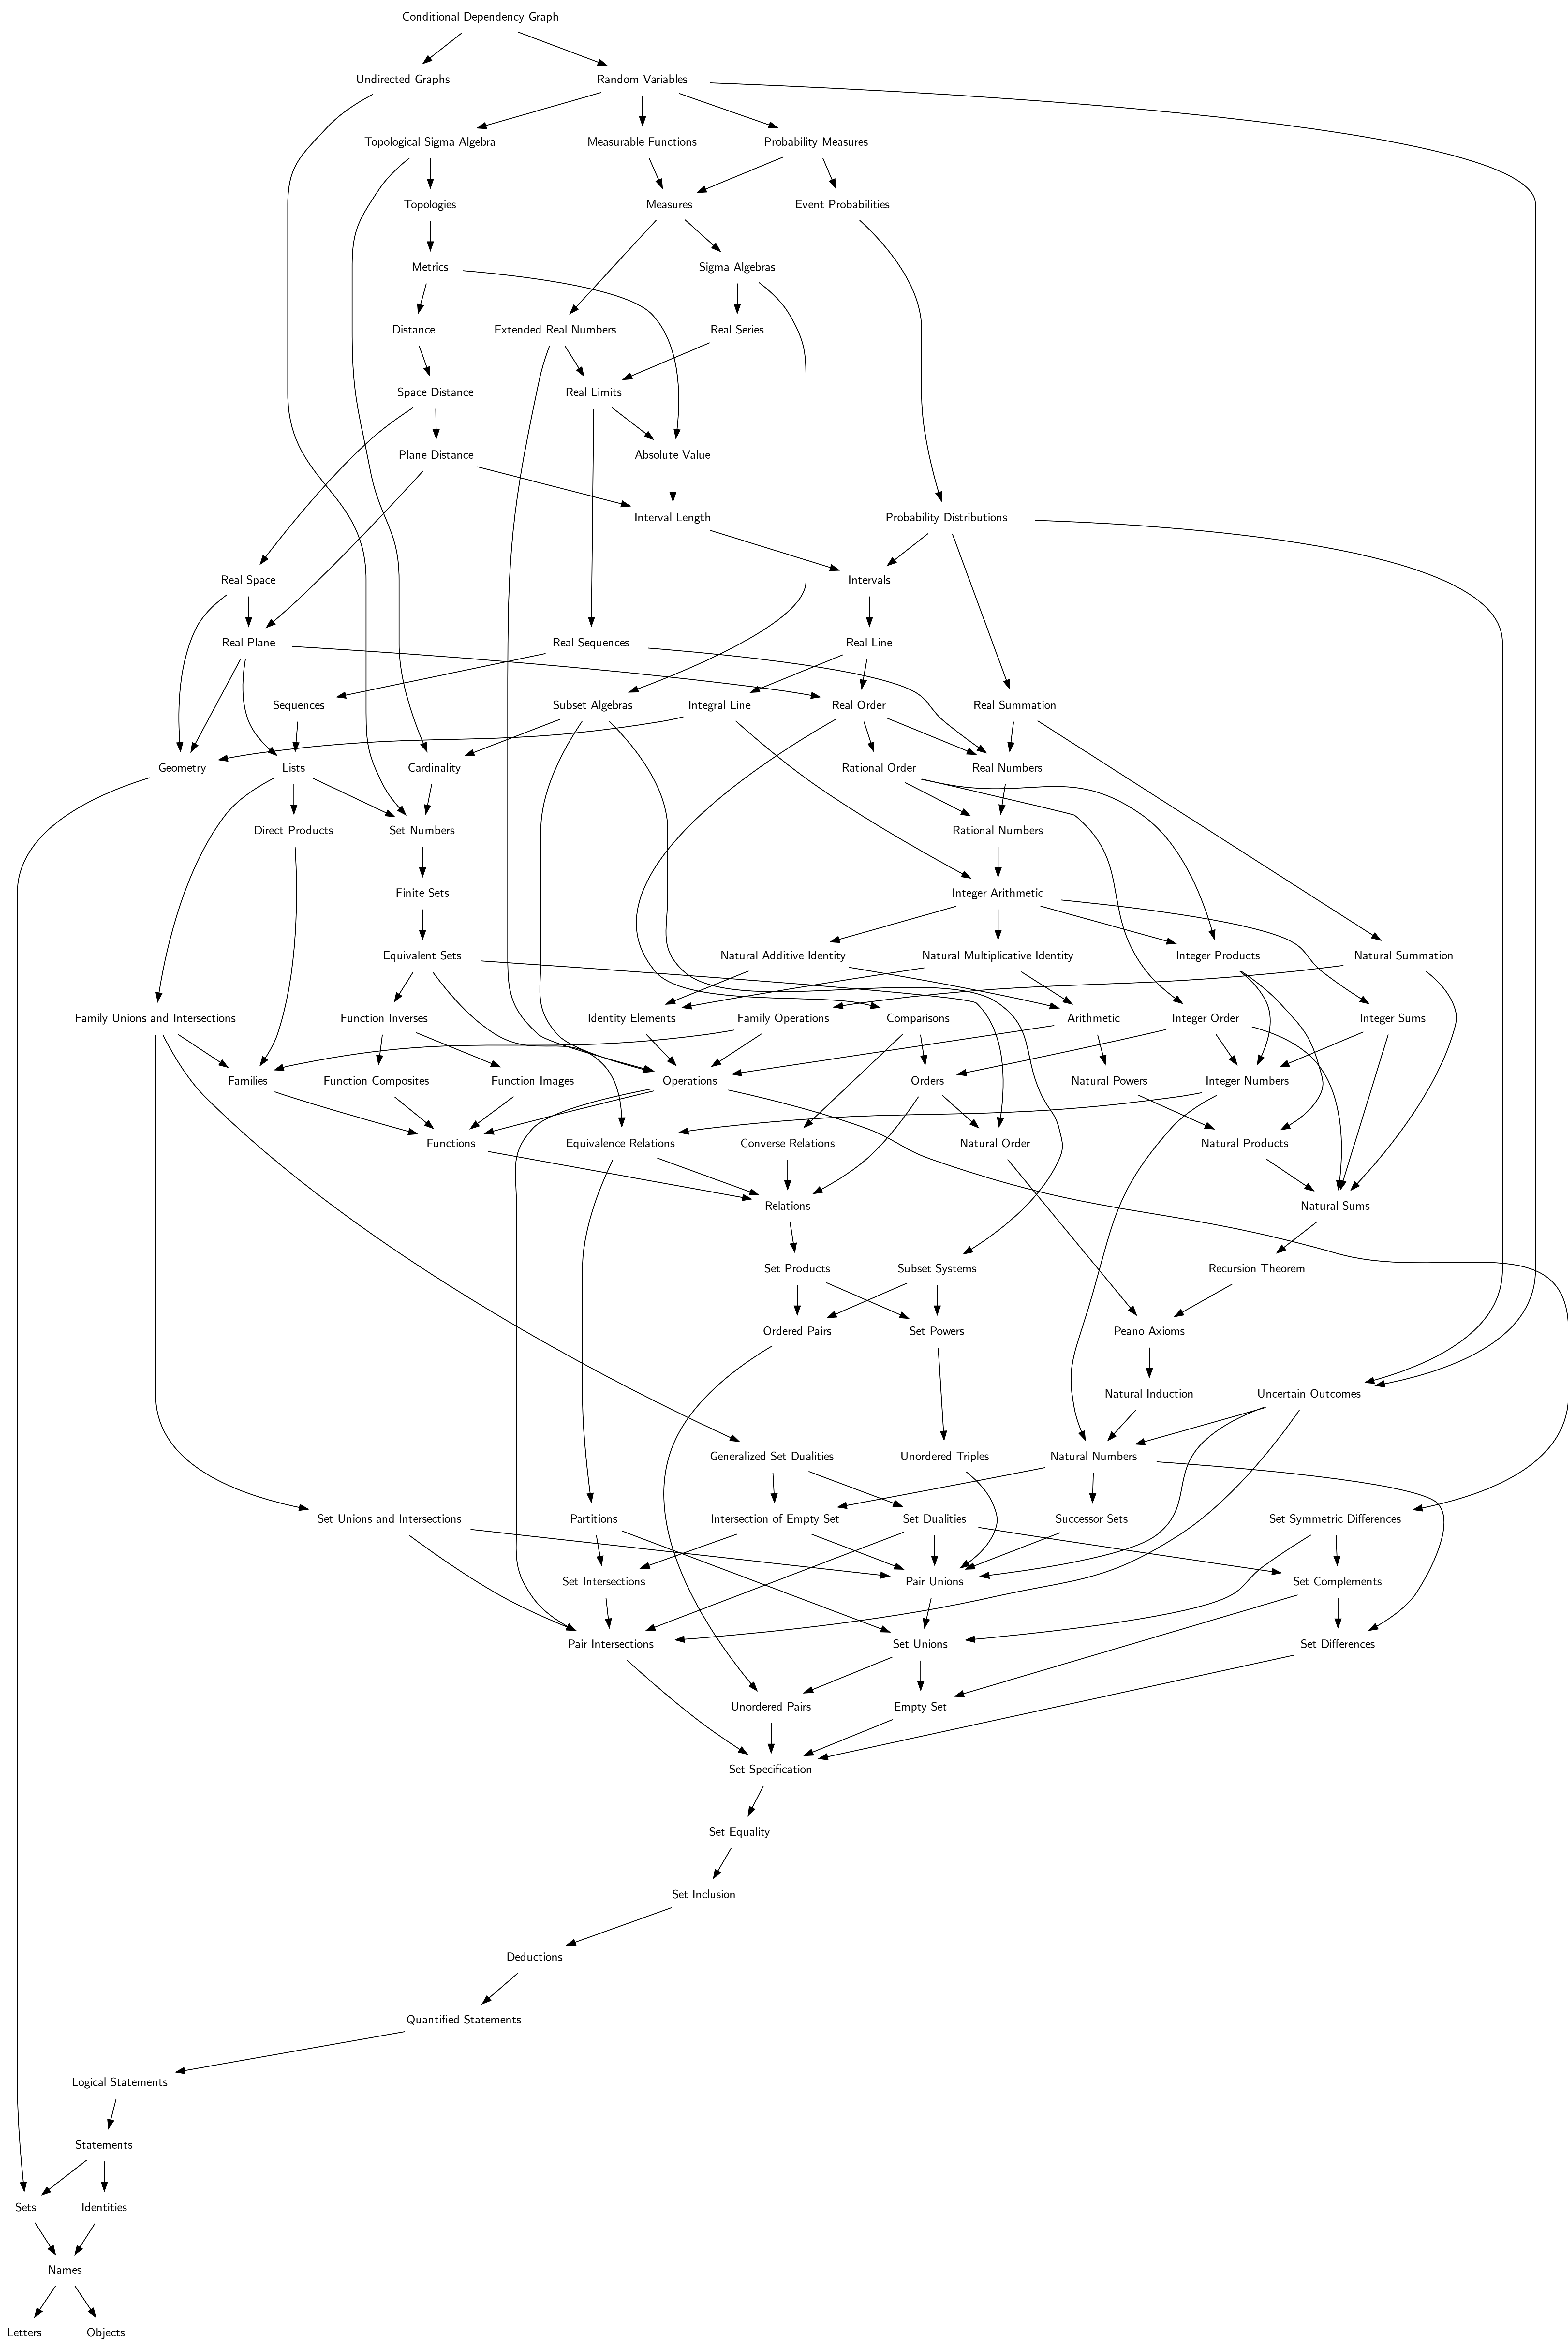 Conditional Dependency Graph
Undirected Graphs
Random Variables
Topological Sigma Algebra
Measurable Functions
Probability Measures
Topologies
Measures
Event Probabilities
Metrics
Sigma Algebras
Distance
Extended Real Numbers
Real Series
Space Distance
Real Limits
Plane Distance
Absolute Value
Interval Length
Probability Distributions
Real Space
Intervals
Real Plane
Real Sequences
Real Line
Sequences
Subset Algebras
Integral Line
Real Order
Real Summation
Geometry
Lists
Cardinality
Rational Order
Real Numbers
Direct Products
Set Numbers
Rational Numbers
Finite Sets
Integer Arithmetic
Equivalent Sets
Natural Additive Identity
Natural Multiplicative Identity
Integer Products
Natural Summation
Family Unions and Intersections
Function Inverses
Identity Elements
Family Operations
Comparisons
Arithmetic
Integer Order
Integer Sums
Families
Function Composites
Function Images
Operations
Orders
Natural Powers
Integer Numbers
Functions
Equivalence Relations
Converse Relations
Natural Order
Natural Products
Relations
Natural Sums
Set Products
Subset Systems
Recursion Theorem
Ordered Pairs
Set Powers
Peano Axioms
Natural Induction
Uncertain Outcomes
Generalized Set Dualities
Unordered Triples
Natural Numbers
Set Unions and Intersections
Partitions
Intersection of Empty Set
Set Dualities
Successor Sets
Set Symmetric Differences
Set Intersections
Pair Unions
Set Complements
Pair Intersections
Set Unions
Set Differences
Unordered Pairs
Empty Set
Set Specification
Set Equality
Set Inclusion
Deductions
Quantified Statements
Logical Statements
Statements
Sets
Identities
Names
Letters
Objects